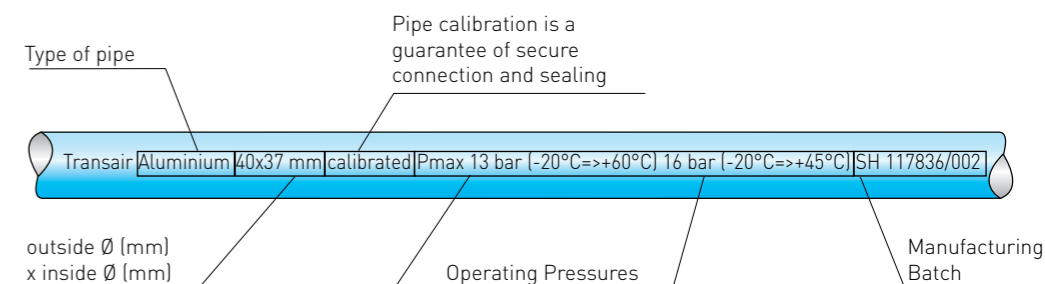 Pipe calibration is a
guarantee of secure
connection and sealing
Type of pipe
Transair Aluminium 40x37 mm calibrated Pmax 13 bar (-20°C=>+60°C) 16 bar (-20°C=>+45°C) SH 117836/002
outside Ø (mm)
x inside Ø (mm)
Operating Pressures
Manufacturing
Batch